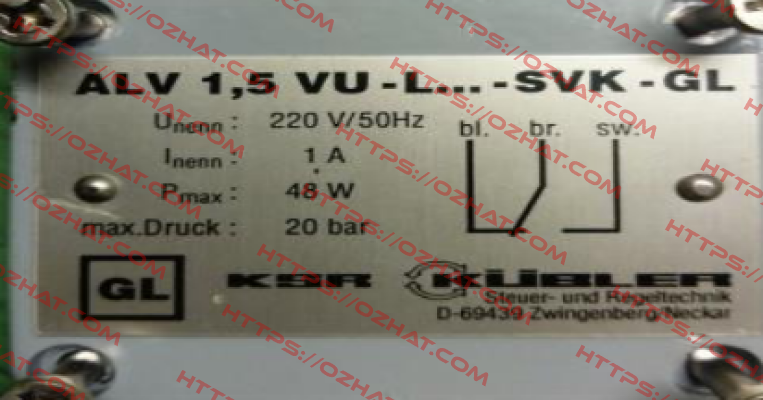 ALV 1,5 VU-L...-SVK-GL
Unenn : 220 V/50Hz
Inenn : 1 A
Pmax : 48 W
max.Druck : 20 bar
bl. br. sw.
GL KSR KÜBLER
Steuer- und Regeltechnik
D-69439 Zwingenberg/Neckar
HTTPS://OZHAT.COM